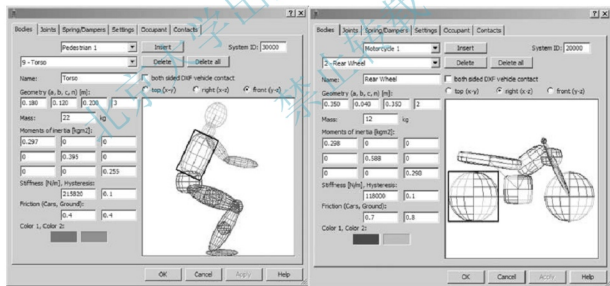 ? ×
Bodies Joints Spring/Dampers Settings Occupant Contacts
Pedestrian 1 Insert System ID: 30000
9 - Torso Delete Delete all
Name: Torso both sided DXF vehicle contact
Geometry (a, b, c, n) [m]: top (x-y) right (x-z) front (y-z)
0.180 0.120 3
Mass: 22 kg
Moments of inertia [kgm2]:
0.297 0 0
0 0.395 0
0 0 0.255
Stiffness [N/m], Hysteresis:
215820 0.1
Friction (Cars, Ground):
0.4 0.4
Color 1, Color 2:
OK Cancel Apply Help
? ×
Bodies Joints Spring/Dampers Settings Occupant Contacts
Motorcycle 1 Insert System ID: 20000
2 - Rear Wheel Delete Delete all
Name: Rear Wheel both sided DXF vehicle contact
Geometry (a, b, c, n) [m]: top (x-y) right (x-z) front (y-z)
0.350 0.040 0.350 2
Mass: 12 kg
Moments of inertia [kgm2]:
0.298 0 0
0 0.588 0
0 0 0.298
Stiffness [N/m], Hysteresis:
118000 0.1
Friction (Cars, Ground):
0.7 0.8
Color 1, Color 2:
OK Cancel Apply Help
禁止转载